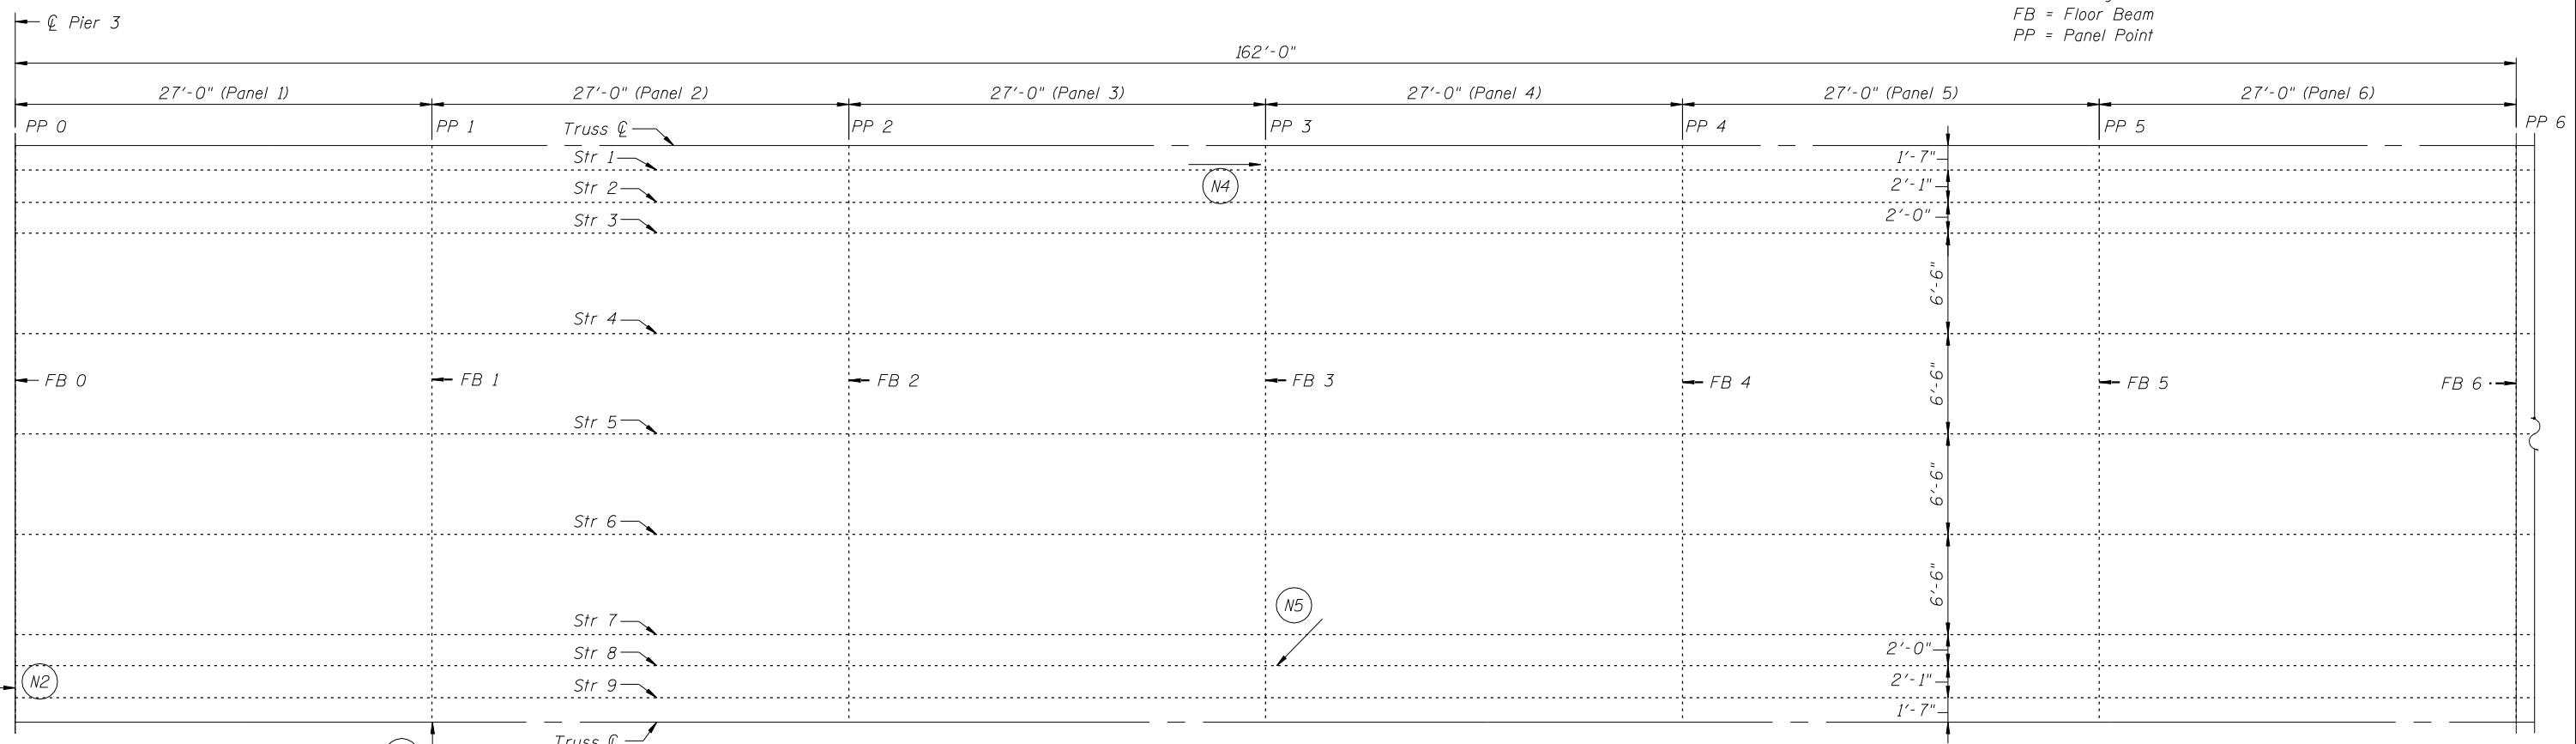 ℄ Pier 3
FB = Floor Beam
PP = Panel Point
162'-0"
27'-0" (Panel 1)
27'-0" (Panel 2)
27'-0" (Panel 3)
27'-0" (Panel 4)
27'-0" (Panel 5)
27'-0" (Panel 6)
PP 0
PP 1
Truss ℄
PP 2
PP 3
PP 4
PP 5
PP 6
Str 1
1'-7"
N4
Str 2
2'-1"
Str 3
2'-0"
6'-6"
Str 4
FB 0
FB 1
FB 2
FB 3
FB 4
6'-6"
FB 5
FB 6
Str 5
6'-6"
Str 6
6'-6"
N5
Str 7
Str 8
2'-0"
N2
Str 9
2'-1"
1'-7"
Truss ℄